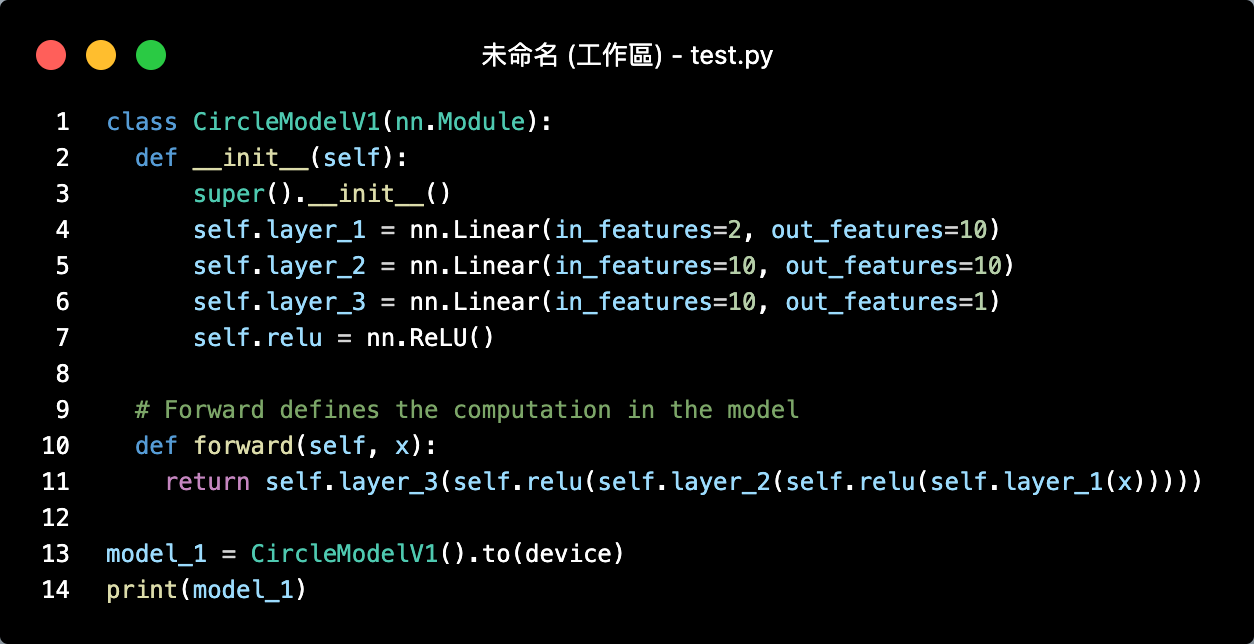 未命名 (工作區) - test.py
1 class CircleModelV1(nn.Module):
2   def __init__(self):
3       super().__init__()
4       self.layer_1 = nn.Linear(in_features=2, out_features=10)
5       self.layer_2 = nn.Linear(in_features=10, out_features=10)
6       self.layer_3 = nn.Linear(in_features=10, out_features=1)
7       self.relu = nn.ReLU()
8
9   # Forward defines the computation in the model
10   def forward(self, x):
11     return self.layer_3(self.relu(self.layer_2(self.relu(self.layer_1(x)))))
12
13 model_1 = CircleModelV1().to(device)
14 print(model_1)